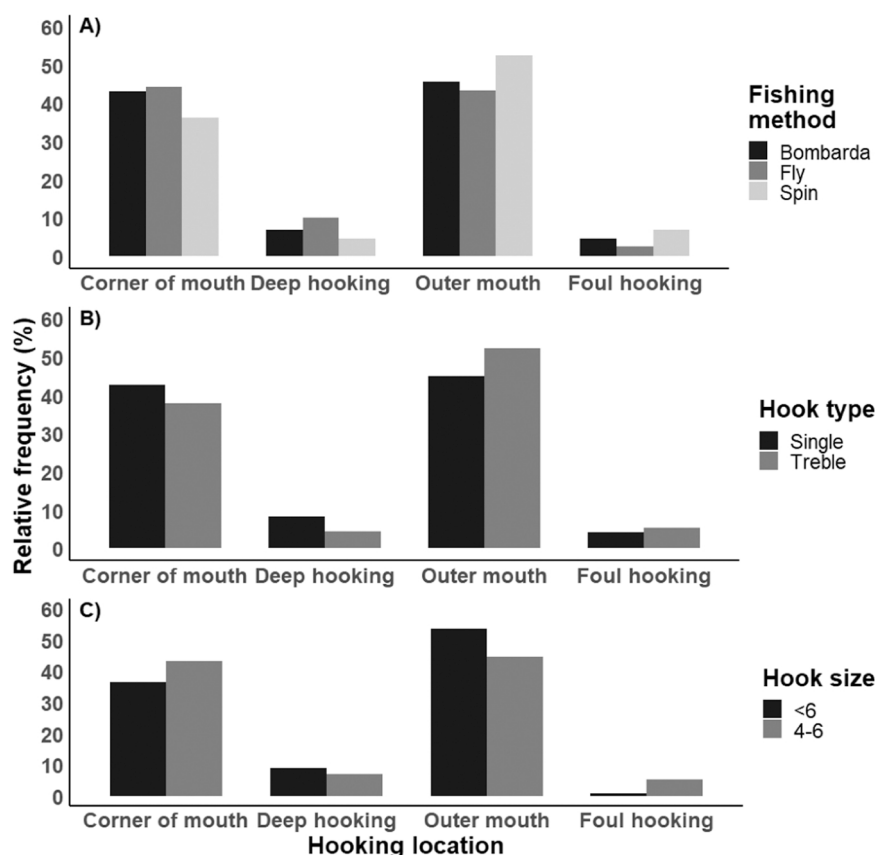 A)
60
50
40
30
20
10
0
Corner of mouth Deep hooking Outer mouth Foul hooking
Fishing
method
Bombarda
Fly
Spin
Relative frequency (%)
B)
60
50
40
30
20
10
0
Corner of mouth Deep hooking Outer mouth Foul hooking
Hook type
Single
Treble
C)
60
50
40
30
20
10
0
Corner of mouth Deep hooking Outer mouth Foul hooking
Hooking location
Hook size
<6
4-6